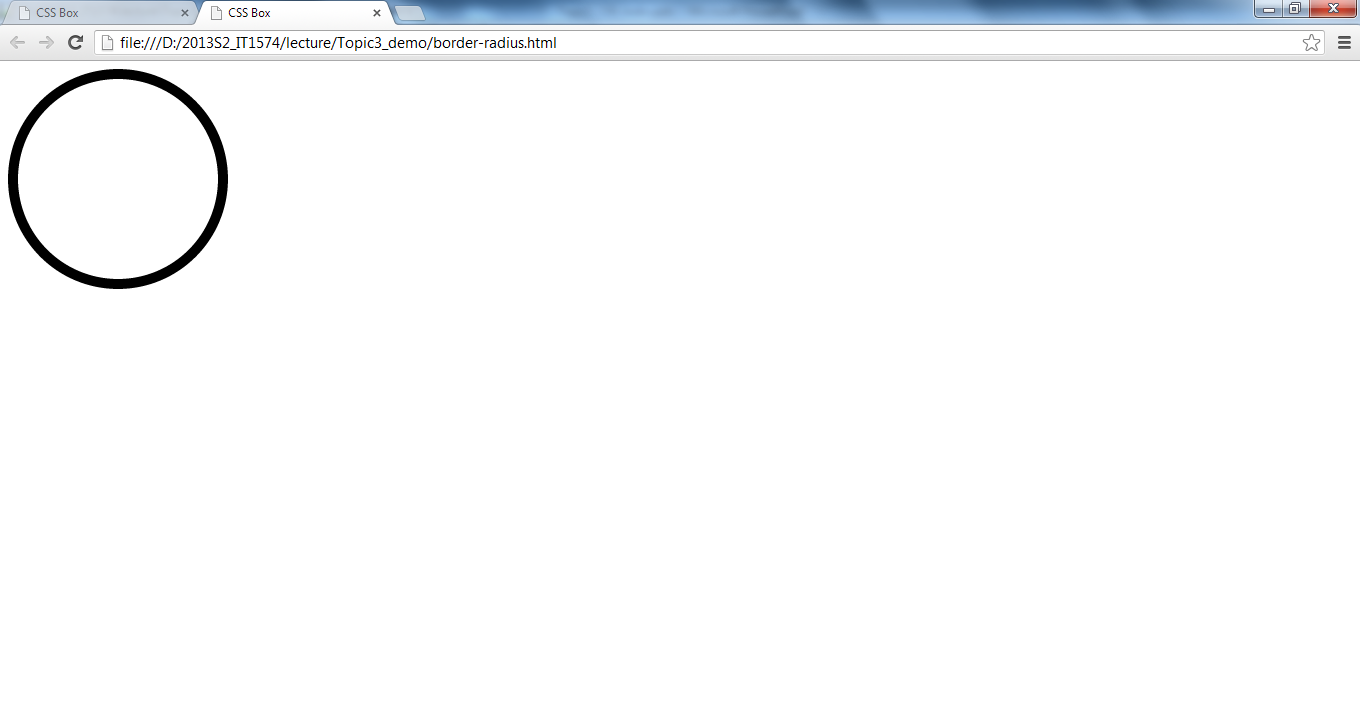 CSS Box
CSS Box
file:///D:/2013S2_IT1574/lecture/Topic3_demo/border-radius.html